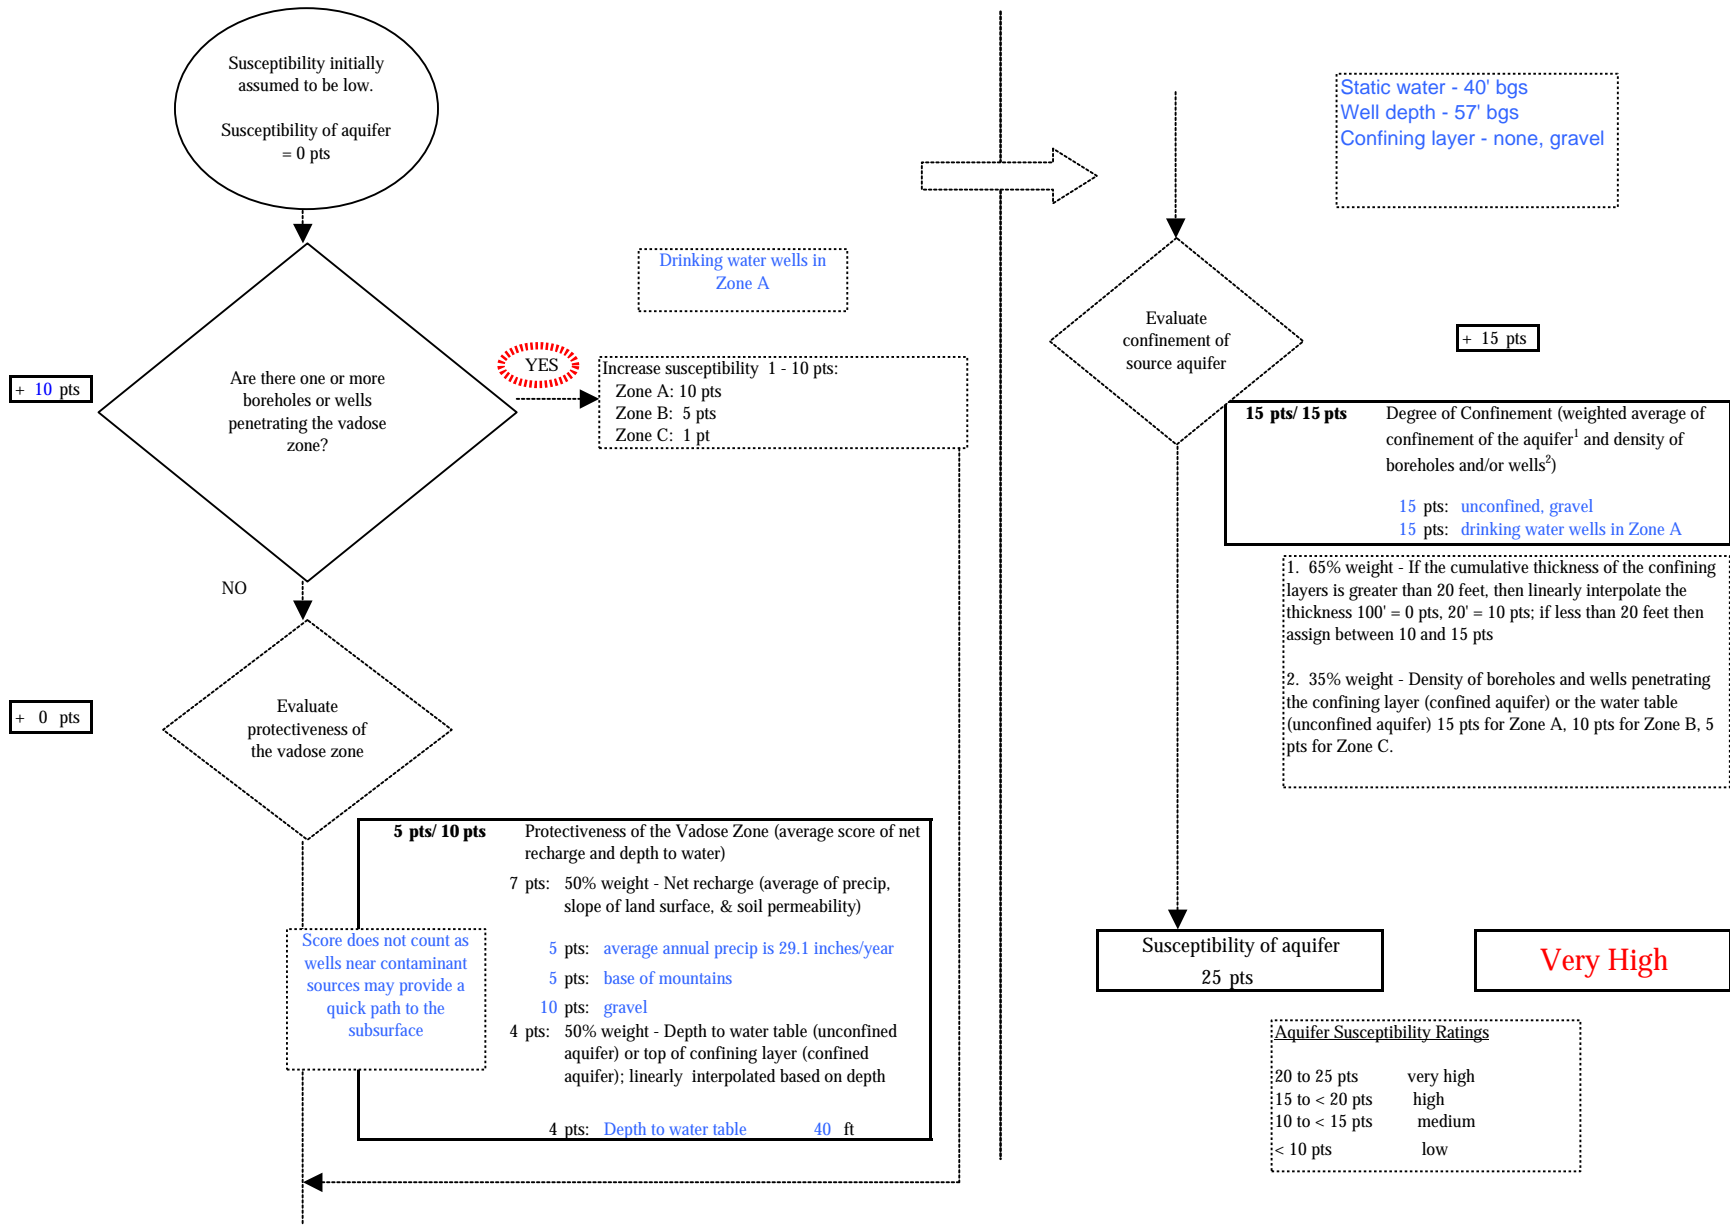 Susceptibility initially
assumed to be low.
Susceptibility of aquifer
= 0 pts
Drinking water wells in
Zone A
YES
+ 10 pts
Are there one or more
boreholes or wells
penetrating the vadose
zone?
Increase susceptibility 1 - 10 pts:
Zone A: 10 pts
Zone B: 5 pts
Zone C: 1 pt
NO
+ 0 pts
Evaluate
protectiveness of
the vadose zone
5 pts/ 10 pts Protectiveness of the Vadose Zone (average score of net
recharge and depth to water)
7 pts: 50% weight - Net recharge (average of precip,
slope of land surface, & soil permeability)
5 pts: average annual precip is 29.1 inches/year
5 pts: base of mountains
10 pts: gravel
4 pts: 50% weight - Depth to water table (unconfined
aquifer) or top of confining layer (confined
aquifer); linearly interpolated based on depth
4 pts: Depth to water table 40 ft
Score does not count as
wells near contaminant
sources may provide a
quick path to the
subsurface
Static water - 40' bgs
Well depth - 57' bgs
Confining layer - none, gravel
Evaluate
confinement of
source aquifer
+ 15 pts
15 pts/ 15 pts Degree of Confinement (weighted average of
confinement of the aquifer1 and density of
boreholes and/or wells2)
15 pts: unconfined, gravel
15 pts: drinking water wells in Zone A
1. 65% weight - If the cumulative thickness of the confining
layers is greater than 20 feet, then linearly interpolate the
thickness 100' = 0 pts, 20' = 10 pts; if less than 20 feet then
assign between 10 and 15 pts
2. 35% weight - Density of boreholes and wells penetrating
the confining layer (confined aquifer) or the water table
(unconfined aquifer) 15 pts for Zone A, 10 pts for Zone B, 5
pts for Zone C.
Susceptibility of aquifer
25 pts
Very High
Aquifer Susceptibility Ratings
20 to 25 pts very high
15 to < 20 pts high
10 to < 15 pts medium
< 10 pts low